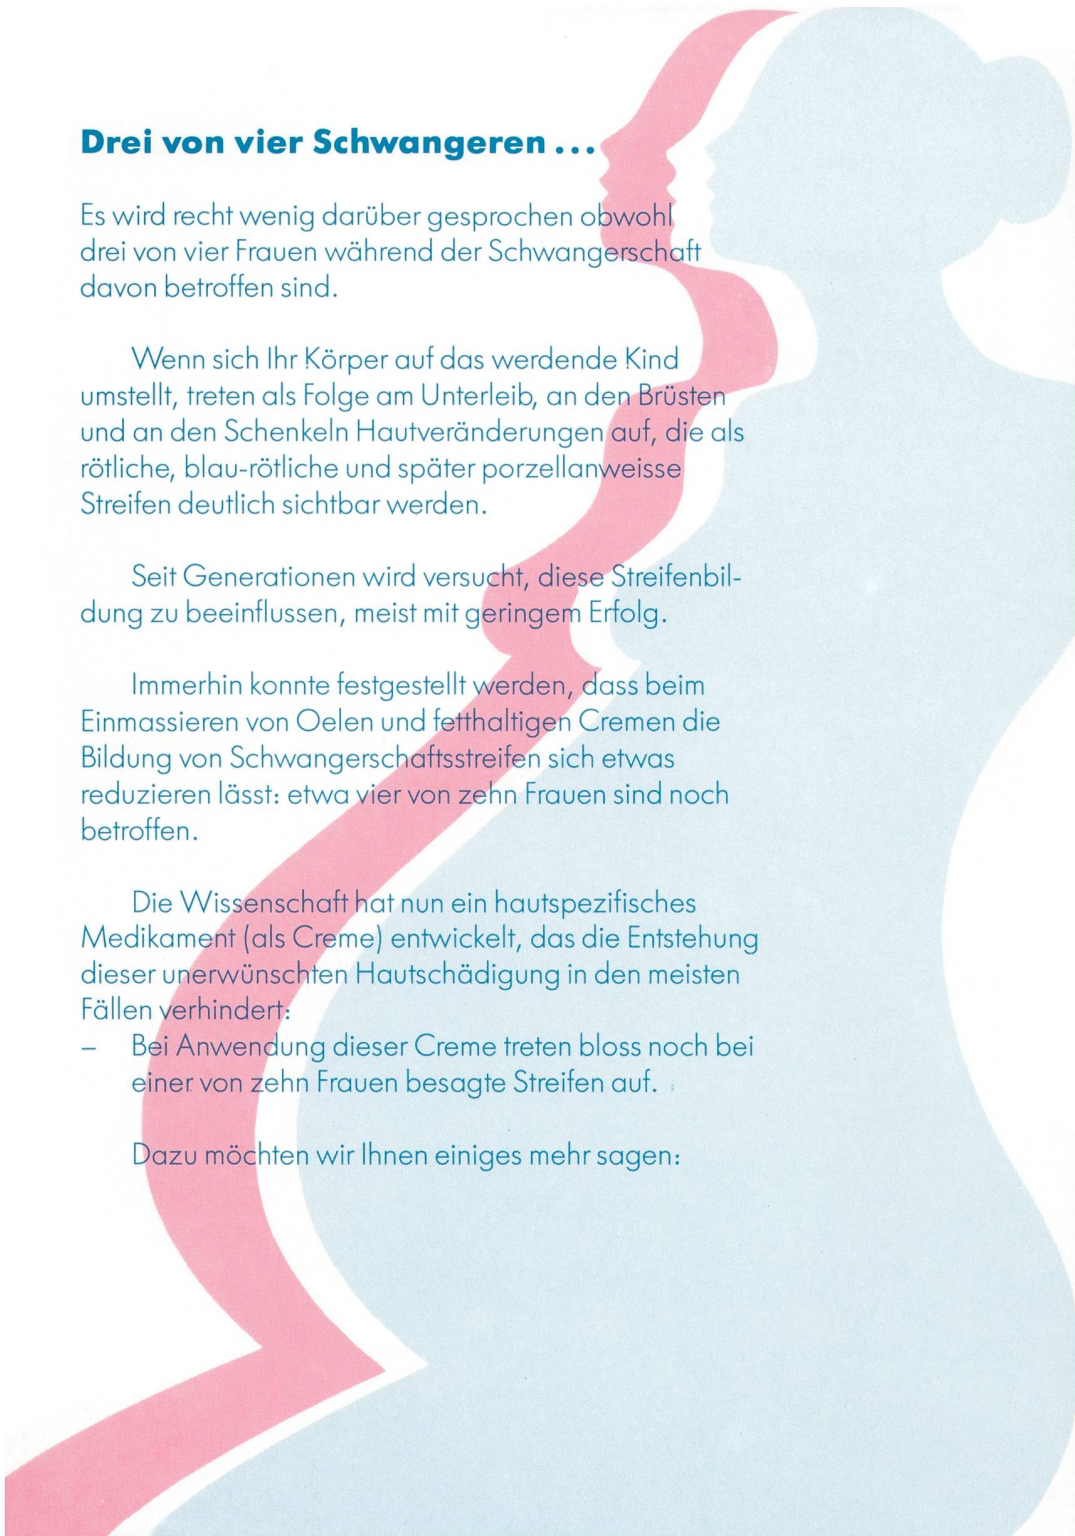 Drei von vier Schwangeren ...
Es wird recht wenig darüber gesprochen obwohl
drei von vier Frauen während der Schwangerschaft
davon betroffen sind.
Wenn sich Ihr Körper auf das werdende Kind
umstellt, treten als Folge am Unterleib, an den Brüsten
und an den Schenkeln Hautveränderungen auf, die als
rötliche, blau-rötliche und später porzellanweisse
Streifen deutlich sichtbar werden.
Seit Generationen wird versucht, diese Streifenbil-
dung zu beeinflussen, meist mit geringem Erfolg.
Immerhin konnte festgestellt werden, dass beim
Einmassieren von Oelen und fetthaltigen Cremen die
Bildung von Schwangerschaftsstreifen sich etwas
reduzieren lässt: etwa vier von zehn Frauen sind noch
betroffen.
Die Wissenschaft hat nun ein hautspezifisches
Medikament (als Creme) entwickelt, das die Entstehung
dieser unerwünschten Hautschädigung in den meisten
Fällen verhindert:
– Bei Anwendung dieser Creme treten bloss noch bei
einer von zehn Frauen besagte Streifen auf.
Dazu möchten wir Ihnen einiges mehr sagen: